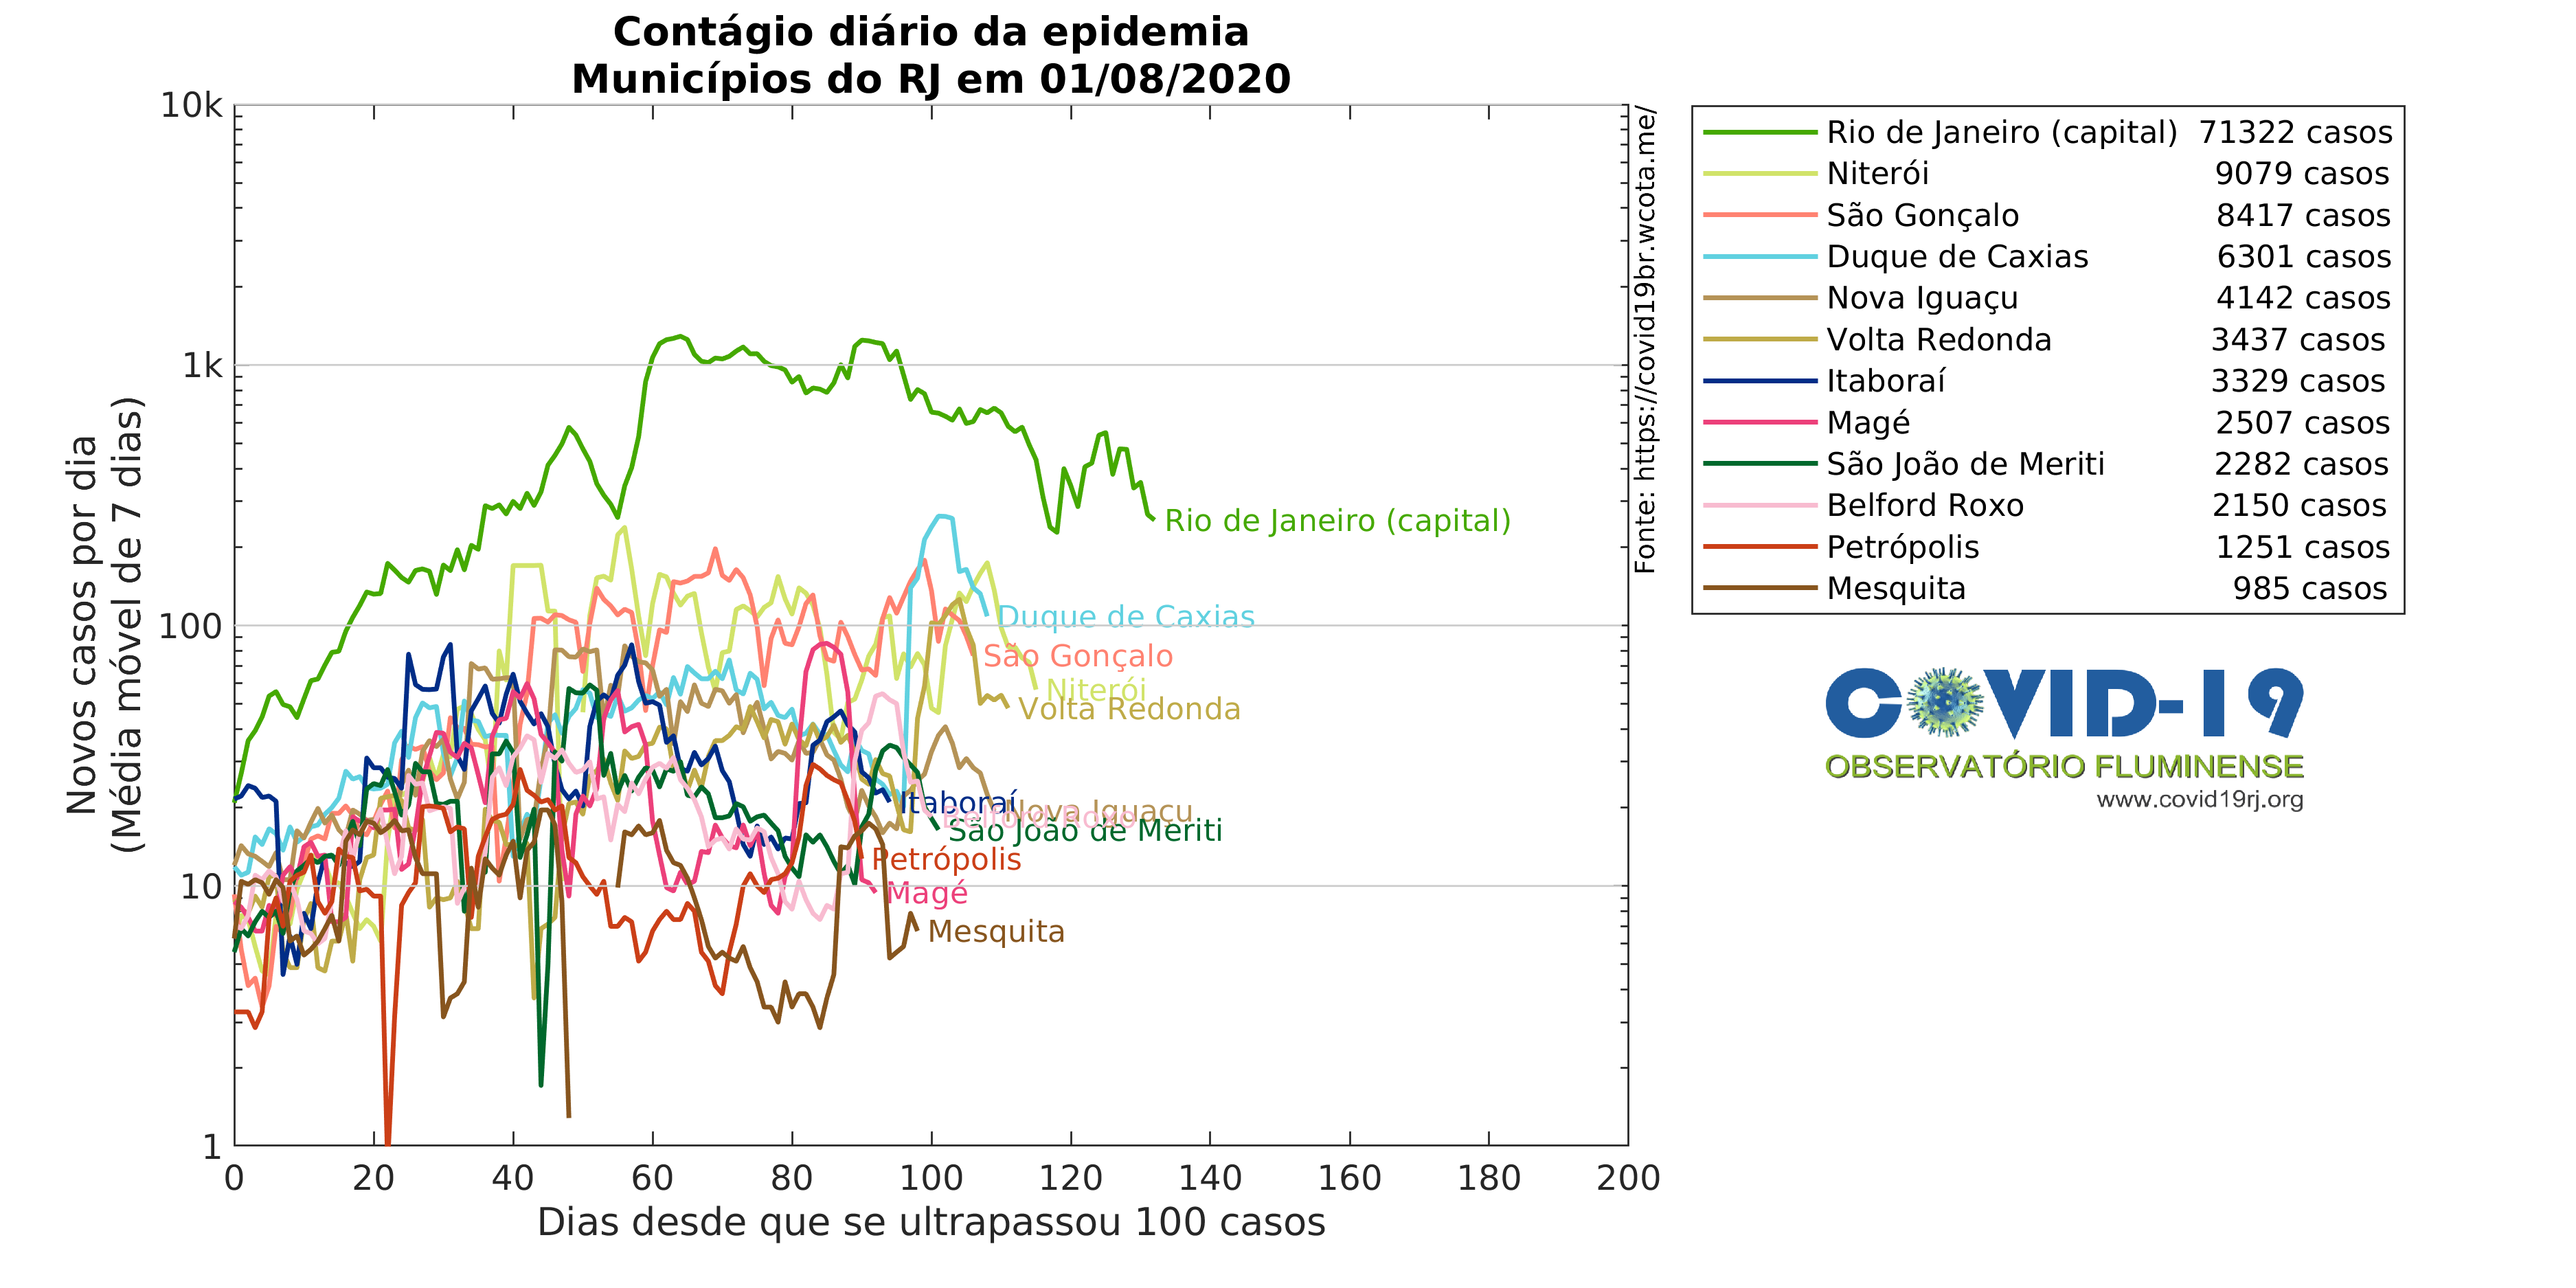 Contágio diário da epidemia
Municípios do RJ em 01/08/2020
Novos casos por dia
(Média móvel de 7 dias)
10k
1k
100
10
1
0 20 40 60 80 100 120 140 160 180 200
Dias desde que se ultrapassou 100 casos
Rio de Janeiro (capital)
Duque de Caxias
São Gonçalo
Niterói
Volta Redonda
Itaboraí
Nova Iguaçu
Belford Roxo
São João de Meriti
Petrópolis
Magé
Mesquita
Fonte: https://covid19br.wcota.me/
Rio de Janeiro (capital) 71322 casos
Niterói 9079 casos
São Gonçalo 8417 casos
Duque de Caxias 6301 casos
Nova Iguaçu 4142 casos
Volta Redonda 3437 casos
Itaboraí 3329 casos
Magé 2507 casos
São João de Meriti 2282 casos
Belford Roxo 2150 casos
Petrópolis 1251 casos
Mesquita 985 casos
COVID-19
OBSERVATÓRIO FLUMINENSE
www.covid19rj.org